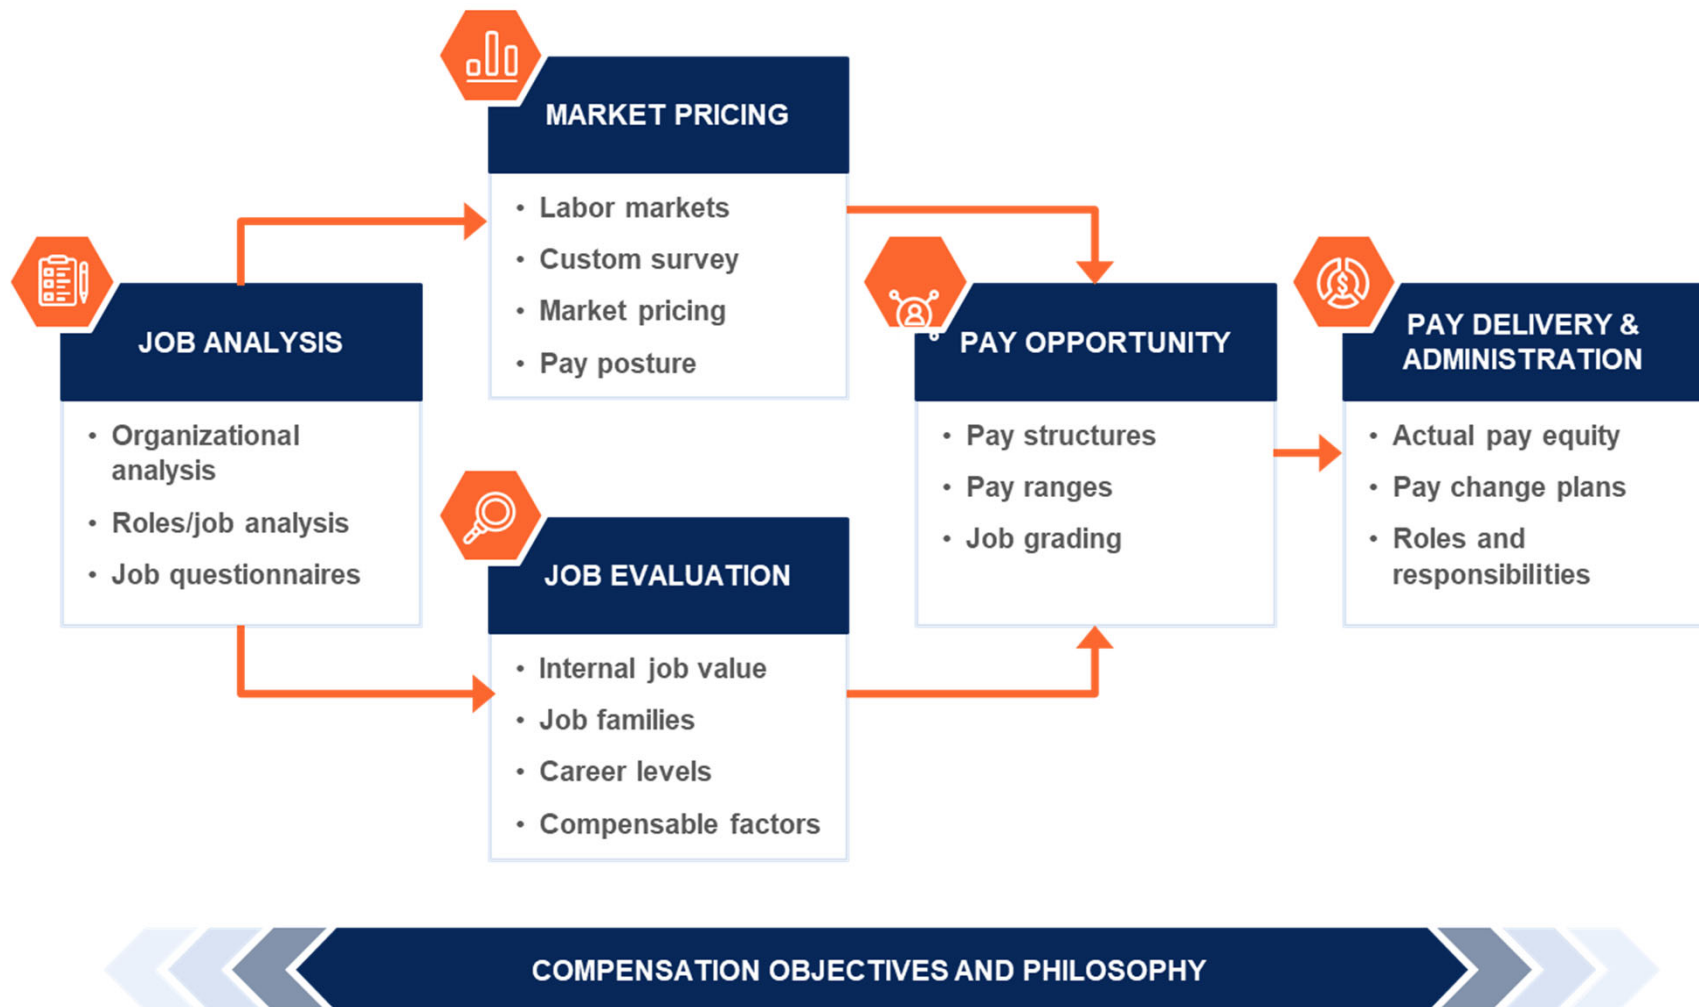 MARKET PRICING
• Labor markets
• Custom survey
• Market pricing
• Pay posture
JOB ANALYSIS
• Organizational
analysis
• Roles/job analysis
• Job questionnaires
JOB EVALUATION
• Internal job value
• Job families
• Career levels
• Compensable factors
PAY OPPORTUNITY
• Pay structures
• Pay ranges
• Job grading
$
PAY DELIVERY &
ADMINISTRATION
• Actual pay equity
• Pay change plans
• Roles and
responsibilities
COMPENSATION OBJECTIVES AND PHILOSOPHY